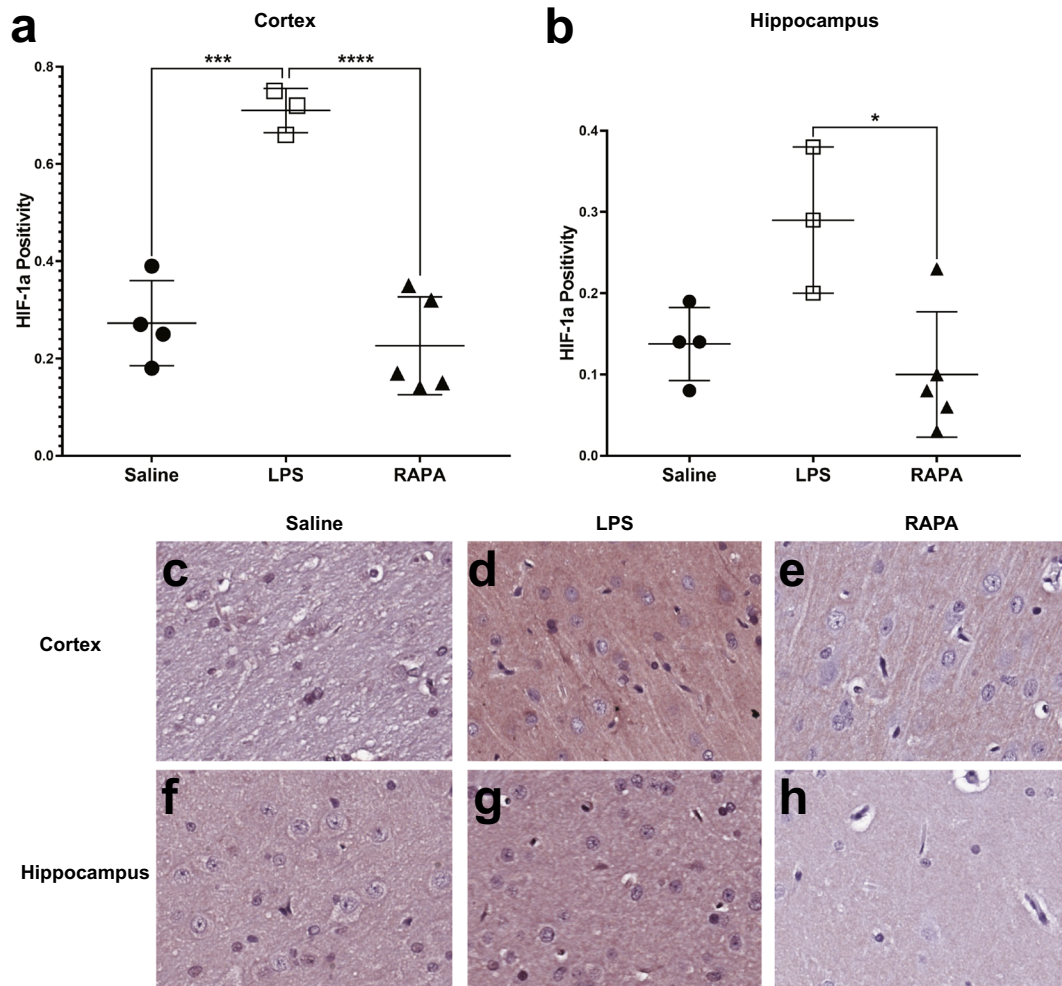 a
Cortex
HIF-1a Positivity
0.8
0.6
0.4
0.2
0.0
***
****
Saline LPS RAPA
b
Hippocampus
HIF-1a Positivity
0.4
0.3
0.2
0.1
0.0
*
Saline LPS RAPA
Saline LPS RAPA
Cortex
c d e
Hippocampus
f g h